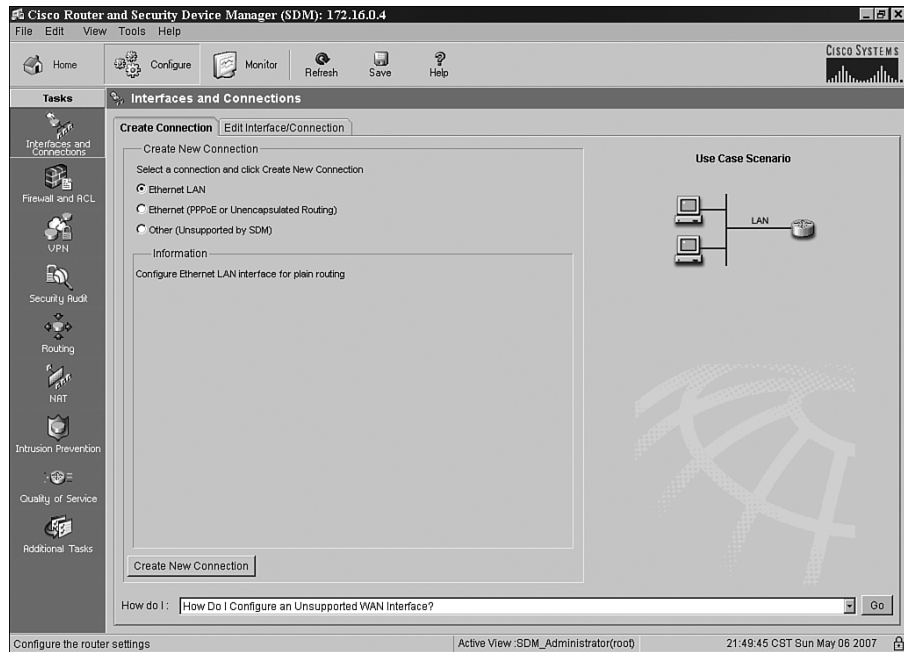 Cisco Router and Security Device Manager (SDM): 172.16.0.4
File Edit View Tools Help
Home Configure Monitor Refresh Save Help
CISCO SYSTEMS
Tasks
Interfaces and Connections
Create Connection Edit Interface/Connection
Interfaces and
Connections
Firewall and ACL
VPN
Security Audit
Routing
NAT
Intrusion Prevention
Quality of Service
Additional Tasks
Create New Connection
Select a connection and click Create New Connection
Ethernet LAN
Ethernet (PPPoE or Unencapsulated Routing)
Other (Unsupported by SDM)
Information
Configure Ethernet LAN interface for plain routing
Use Case Scenario
LAN
Create New Connection
How do I : How Do I Configure an Unsupported WAN Interface? Go
Configure the router settings Active View :SDM_Administrator(root) 21:49:45 CST Sun May 06 2007